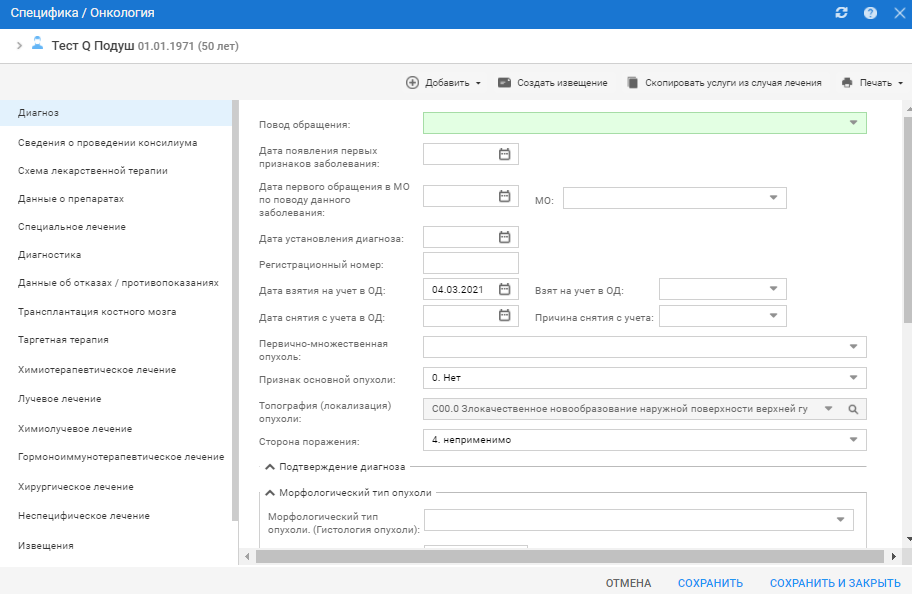 Специфика / Онкология
Тест Q Подуш 01.01.1971 (50 лет)
Добавить
Создать извещение
Скопировать услуги из случая лечения
Печать
Диагноз
Сведения о проведении консилиума
Схема лекарственной терапии
Данные о препаратах
Специальное лечение
Диагностика
Данные об отказах / противопоказаниях
Трансплантация костного мозга
Таргетная терапия
Химиотерапевтическое лечение
Лучевое лечение
Химиолучевое лечение
Гормоноиммунотерапевтическое лечение
Хирургическое лечение
Неспецифическое лечение
Извещения
Повод обращения:
Дата появления первых
признаков заболевания:
Дата первого обращения в МО
по поводу данного
заболевания:
МО:
Дата установления диагноза:
Регистрационный номер:
Дата взятия на учет в ОД: 04.03.2021
Взят на учет в ОД:
Дата снятия с учета в ОД:
Причина снятия с учета:
Первично-множественная
опухоль:
Признак основной опухоли: 0. Нет
Топография (локализация)
опухоли:
C00.0 Злокачественное новообразование наружной поверхности верхней гу
Сторона поражения: 4. неприменимо
Подтверждение диагноза
Морфологический тип опухоли
Морфологический тип
опухоли. (Гистология опухоли):
ОТМЕНА
СОХРАНИТЬ
СОХРАНИТЬ И ЗАКРЫТЬ